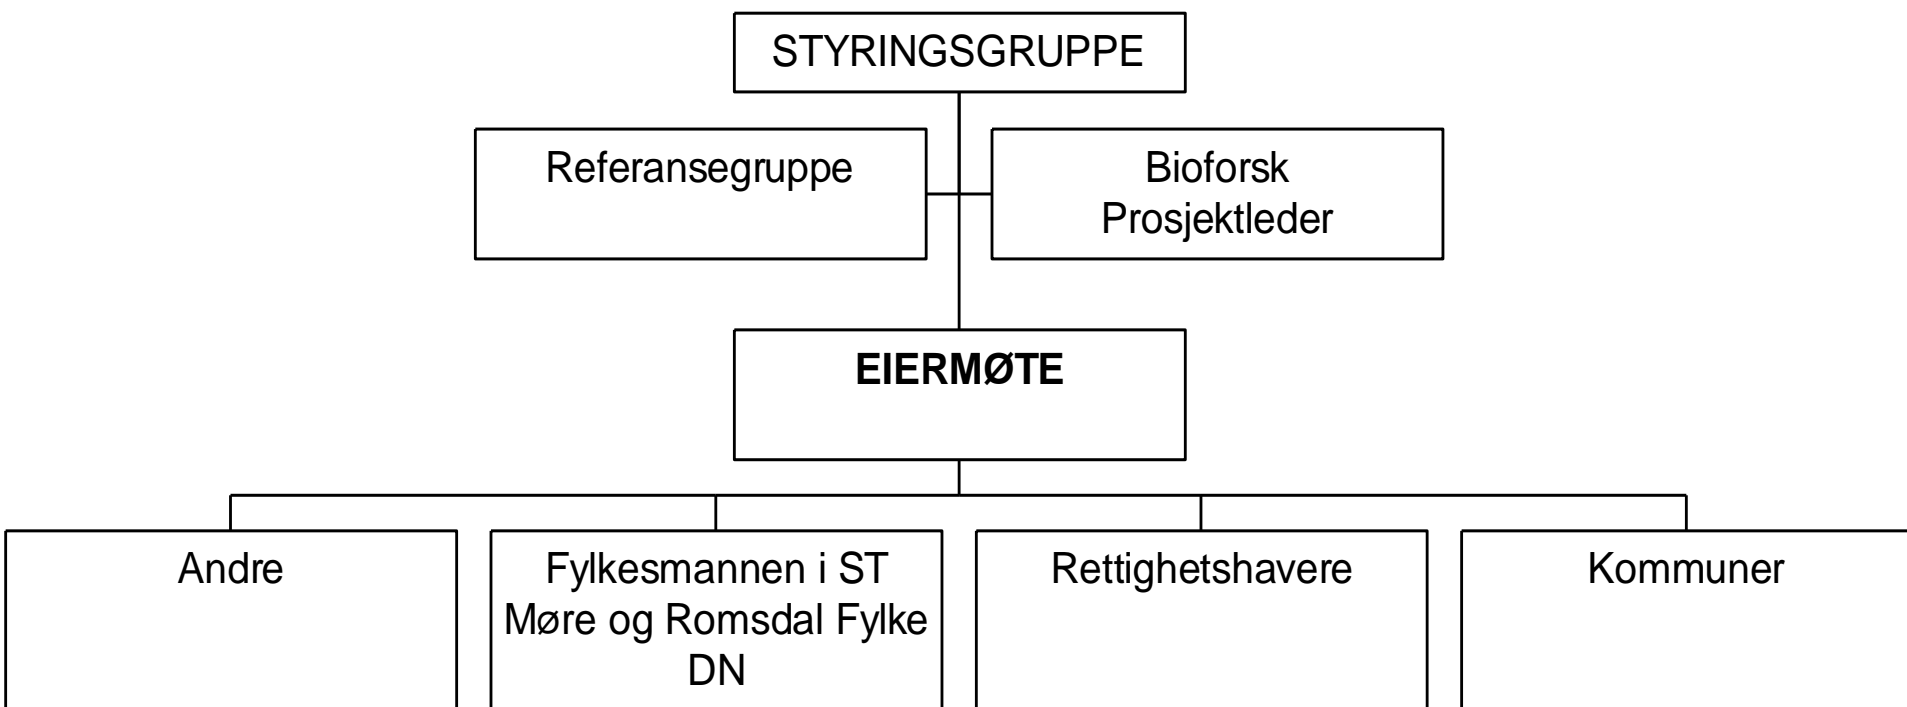 STYRINGSGRUPPE
Referansegruppe
Bioforsk
Prosjektleder
EIERMØTE
Andre
Fylkesmannen i ST
Møre og Romsdal Fylke
DN
Rettighetshavere
Kommuner